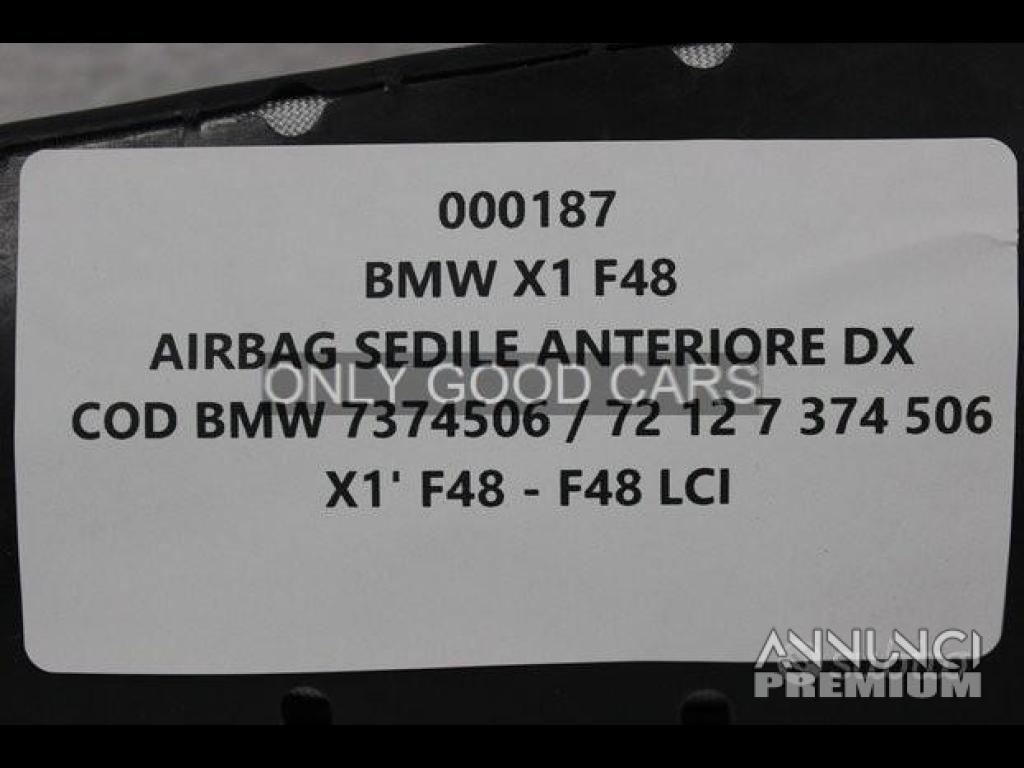 000187
BMW X1 F48
AIRBAG SEDILE ANTERIORE DX
ONLY GOOD CARS
COD BMW 7374506 / 72 12 7 374 506
X1' F48 - F48 LCI
ANNUNCI
PREMIUM